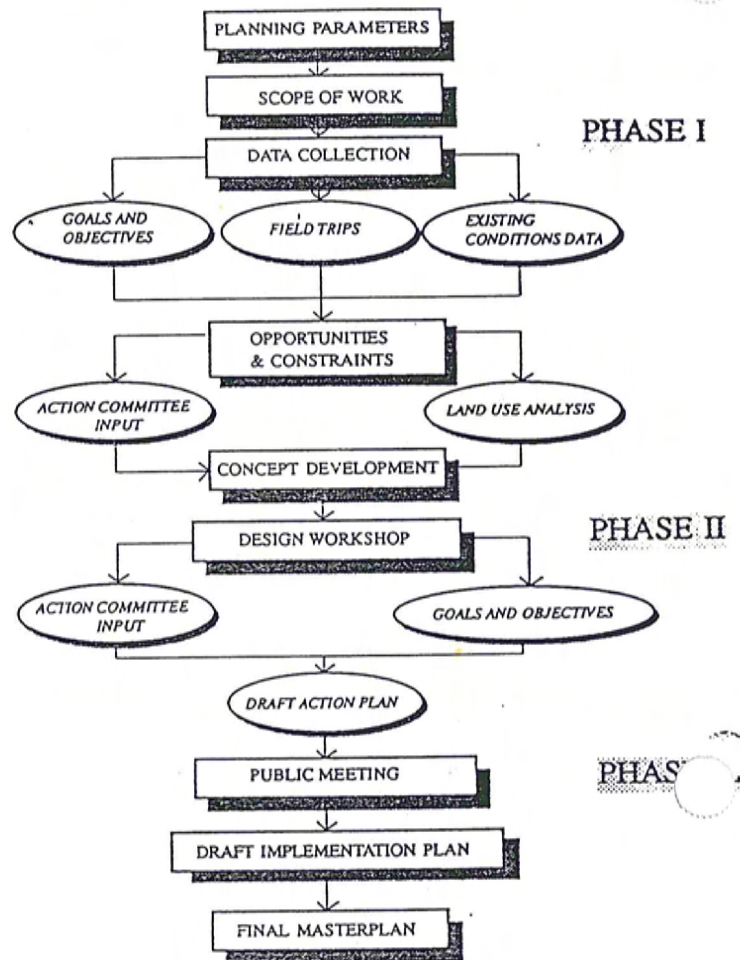 PLANNING PARAMETERS
SCOPE OF WORK
PHASE I
DATA COLLECTION
GOALS AND
OBJECTIVES
FIELD TRIPS
EXISTING
CONDITIONS DATA
OPPORTUNITIES
& CONSTRAINTS
ACTION COMMITTEE
INPUT
LAND USE ANALYSIS
CONCEPT DEVELOPMENT
PHASE II
DESIGN WORKSHOP
ACTION COMMITTEE
INPUT
GOALS AND OBJECTIVES
DRAFT ACTION PLAN
PUBLIC MEETING
DRAFT IMPLEMENTATION PLAN
FINAL MASTERPLAN